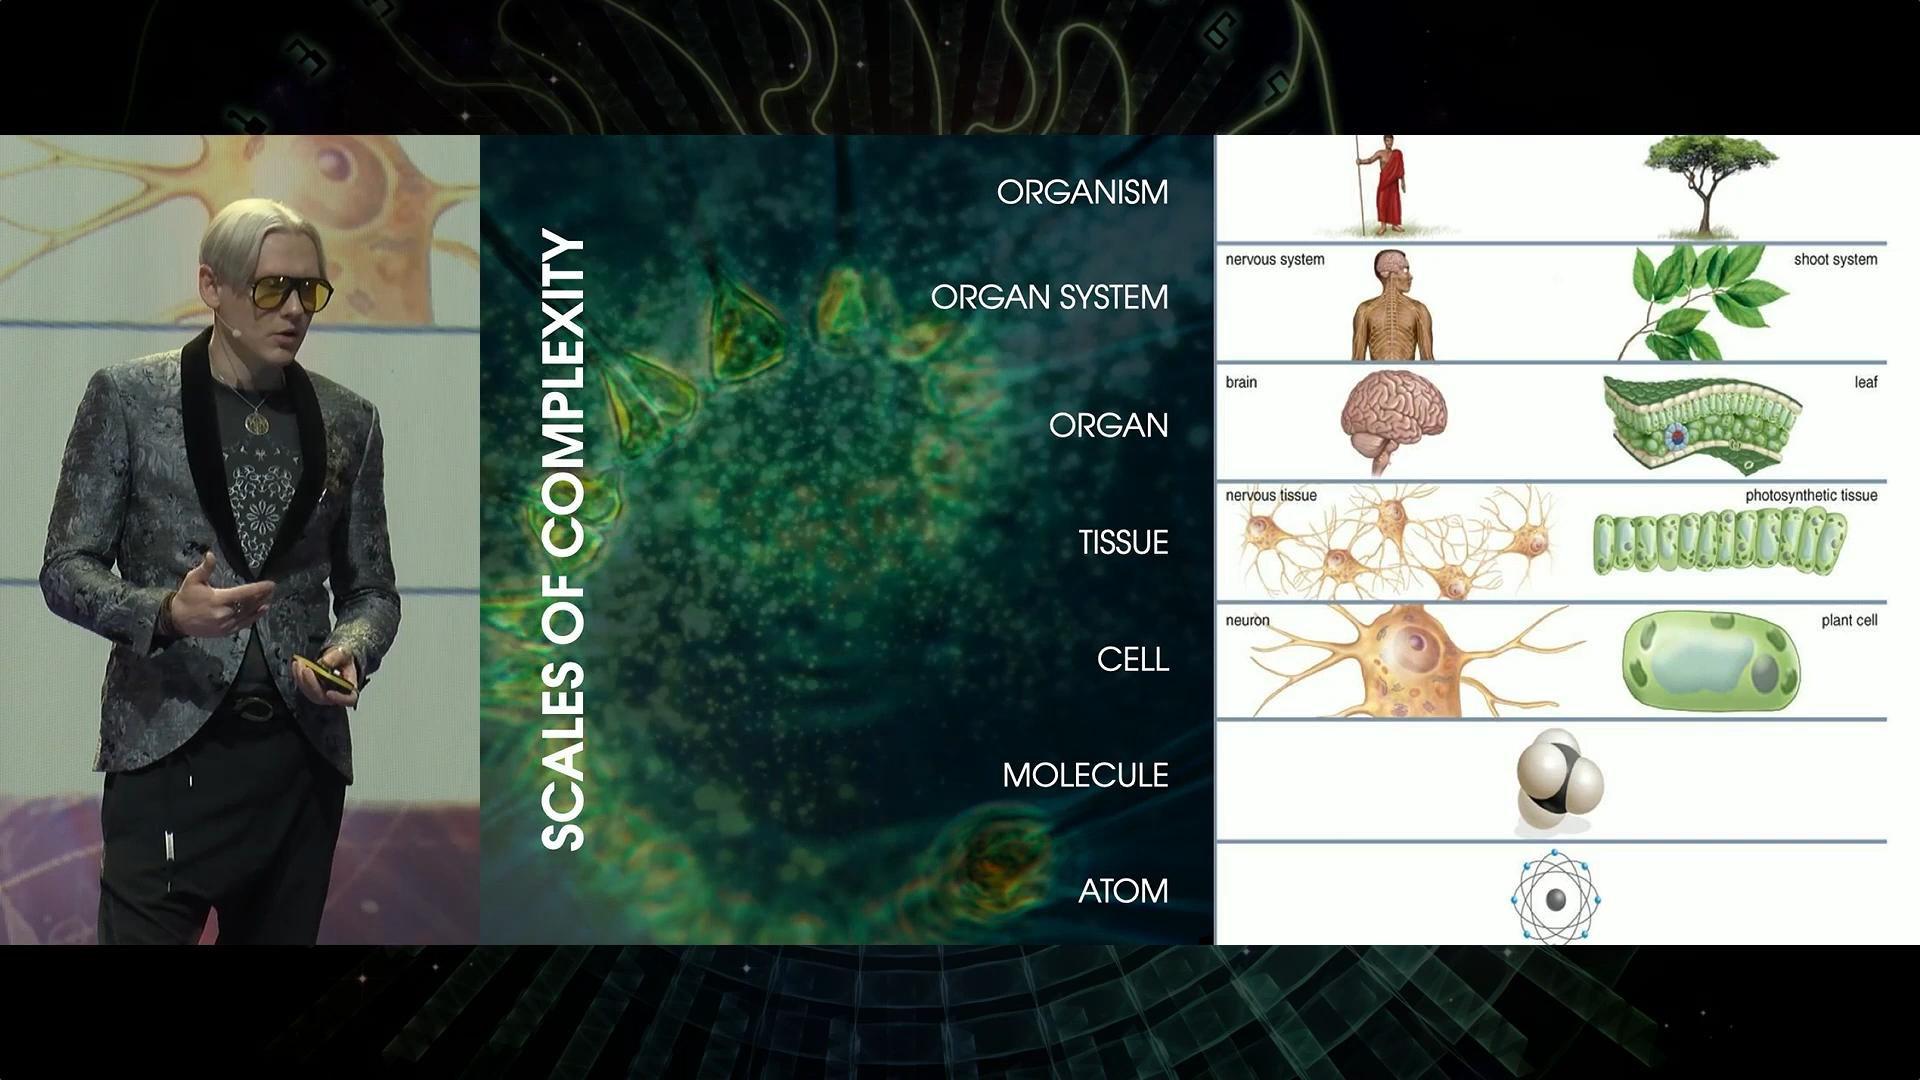 SCALES OF COMPLEXITY
ORGANISM
ORGAN SYSTEM
nervous system
shoot system
ORGAN
brain
leaf
TISSUE
nervous tissue
photosynthetic tissue
CELL
neuron
plant cell
MOLECULE
ATOM